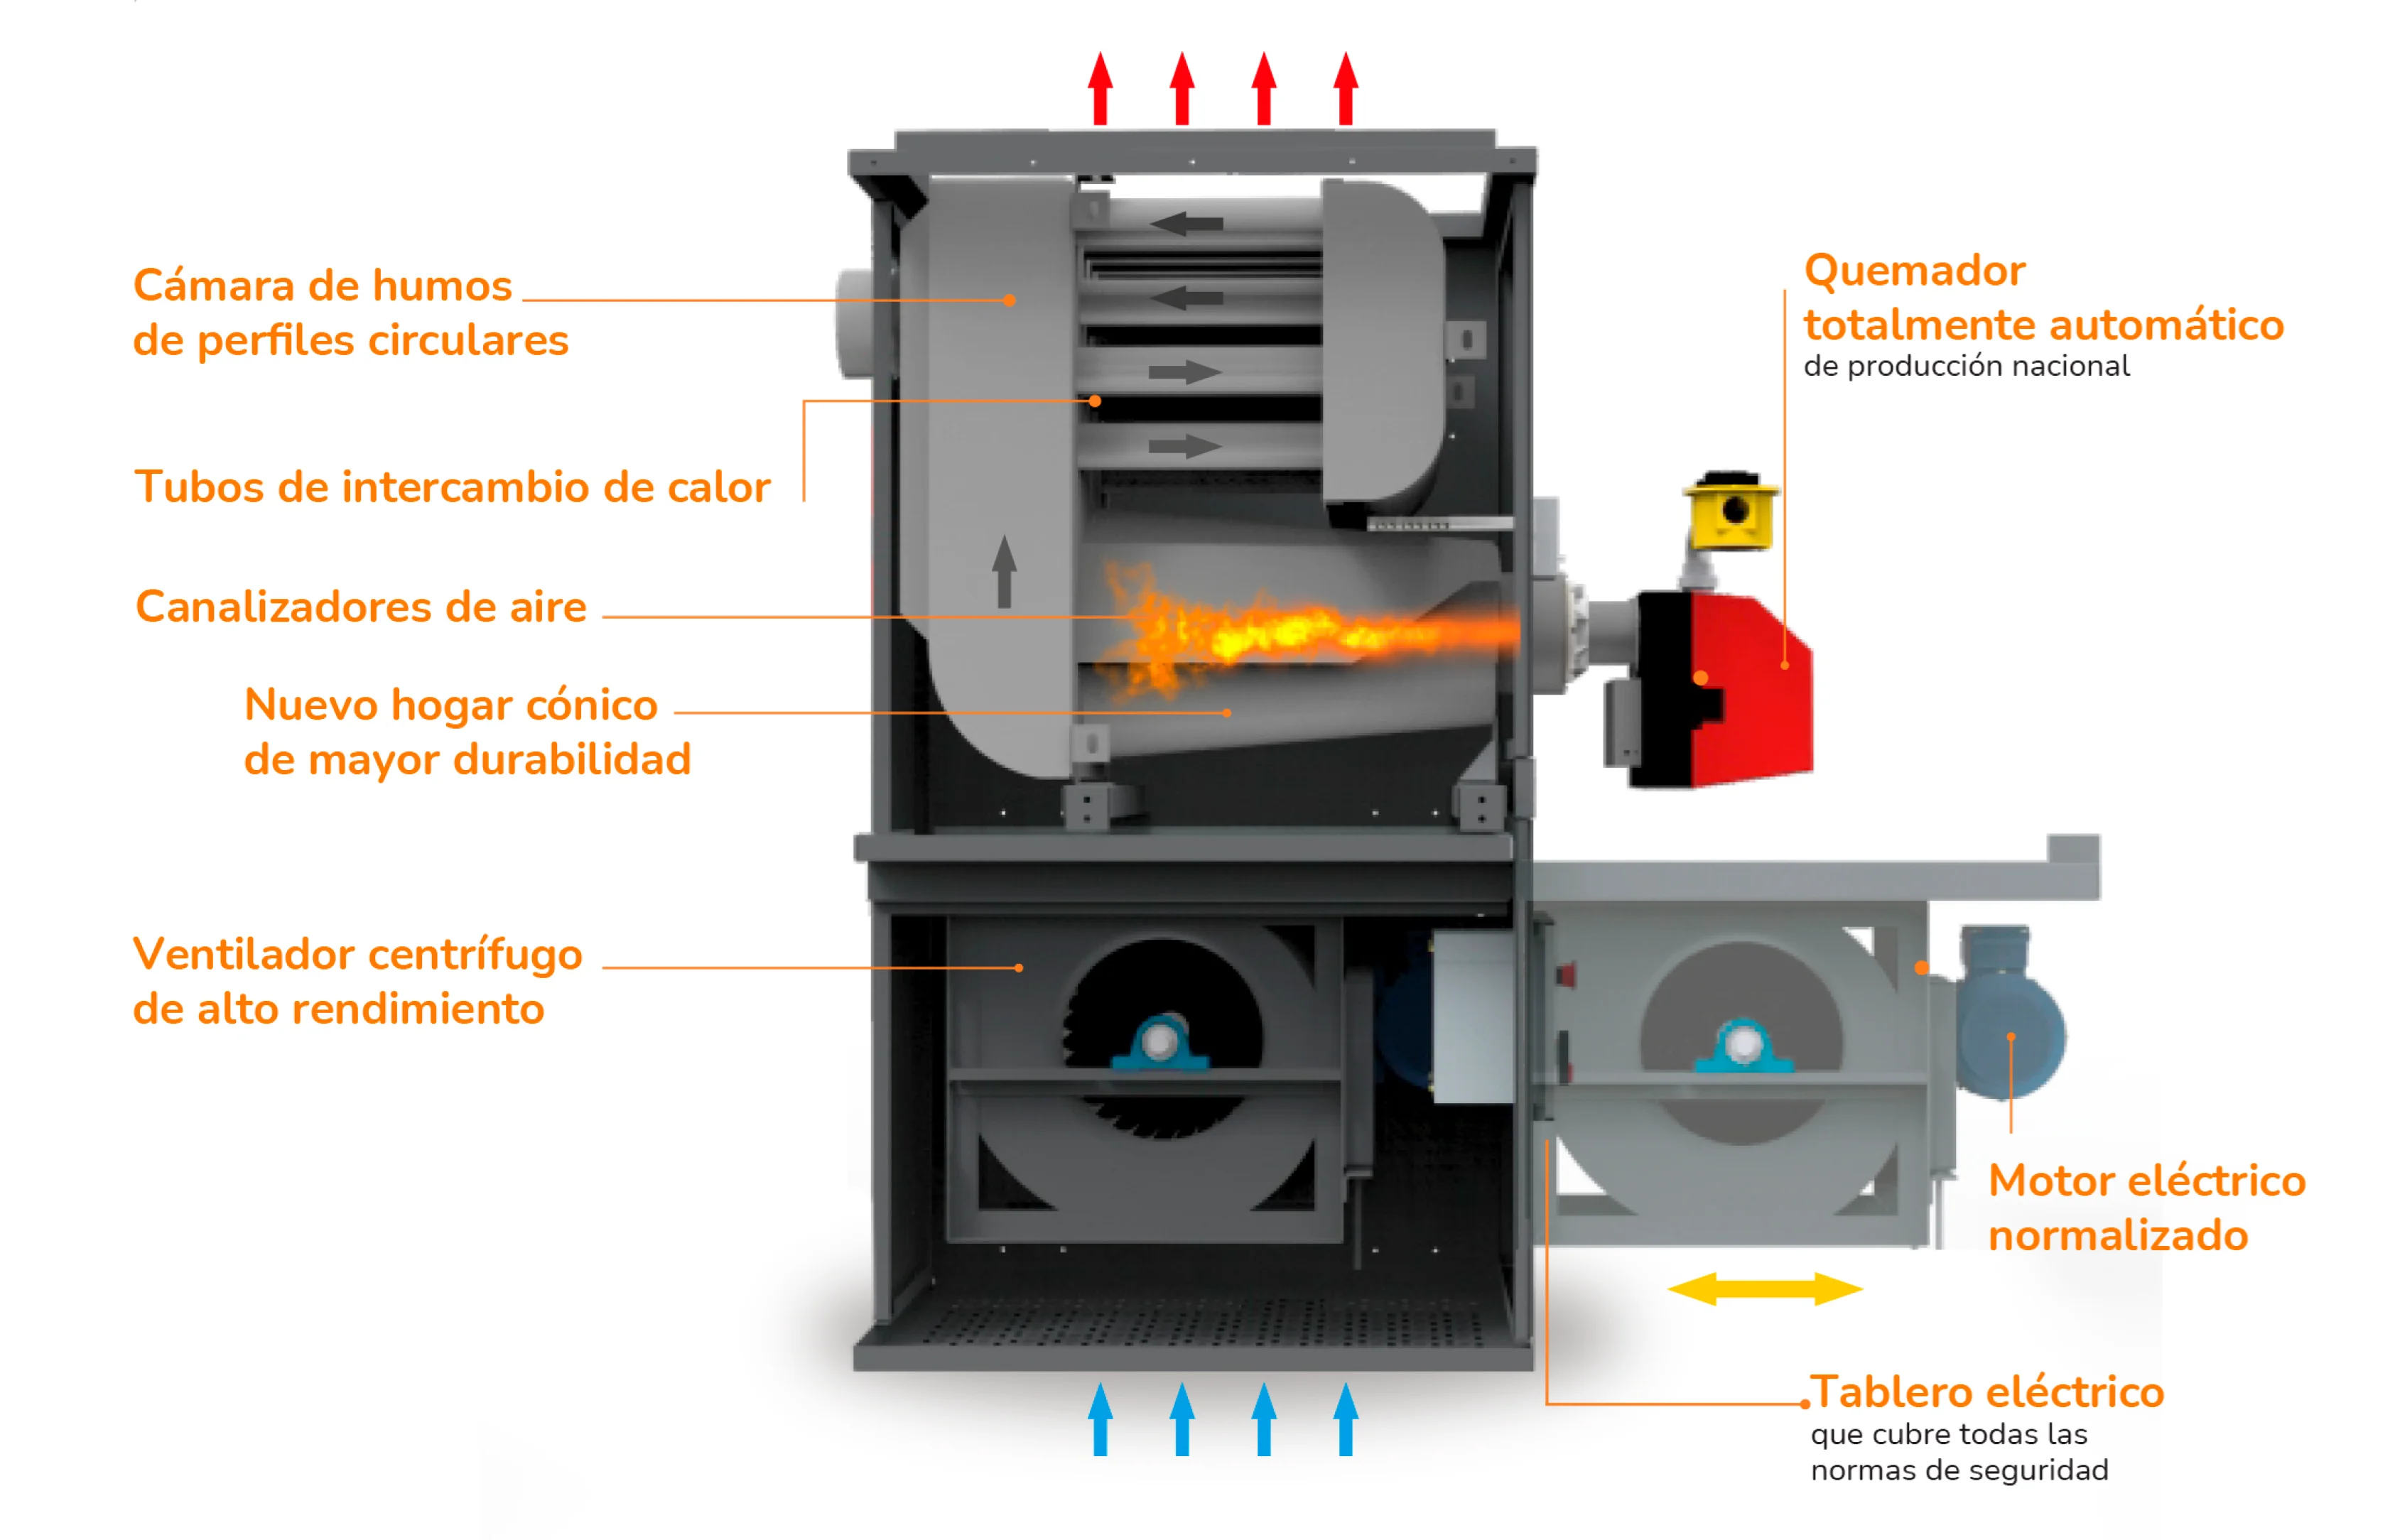 Cámara de humos
de perfiles circulares
Tubos de intercambio de calor
Canalizadores de aire
Nuevo hogar cónico
de mayor durabilidad
Ventilador centrífugo
de alto rendimiento
Quemador
totalmente automático
de producción nacional
Motor eléctrico
normalizado
Tablero eléctrico
que cubre todas las
normas de seguridad